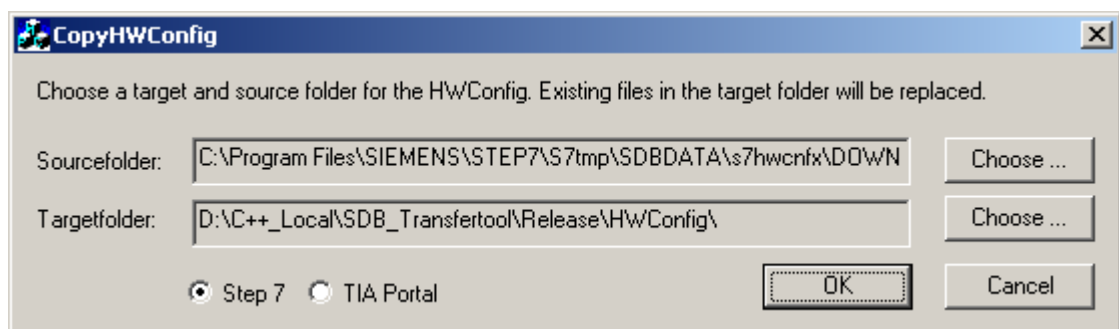 CopyHWConfig
Choose a target and source folder for the HWConfig. Existing files in the target folder will be replaced.
Sourcefolder: C:\Program Files\SIEMENS\STEP7\S7tmp\SDBDATA\s7hwcnfx\DOWN Choose ...
Targetfolder: D:\C++_Local\SDB_Transfertool\Release\HWConfig\ Choose ...
Step 7 TIA Portal OK Cancel